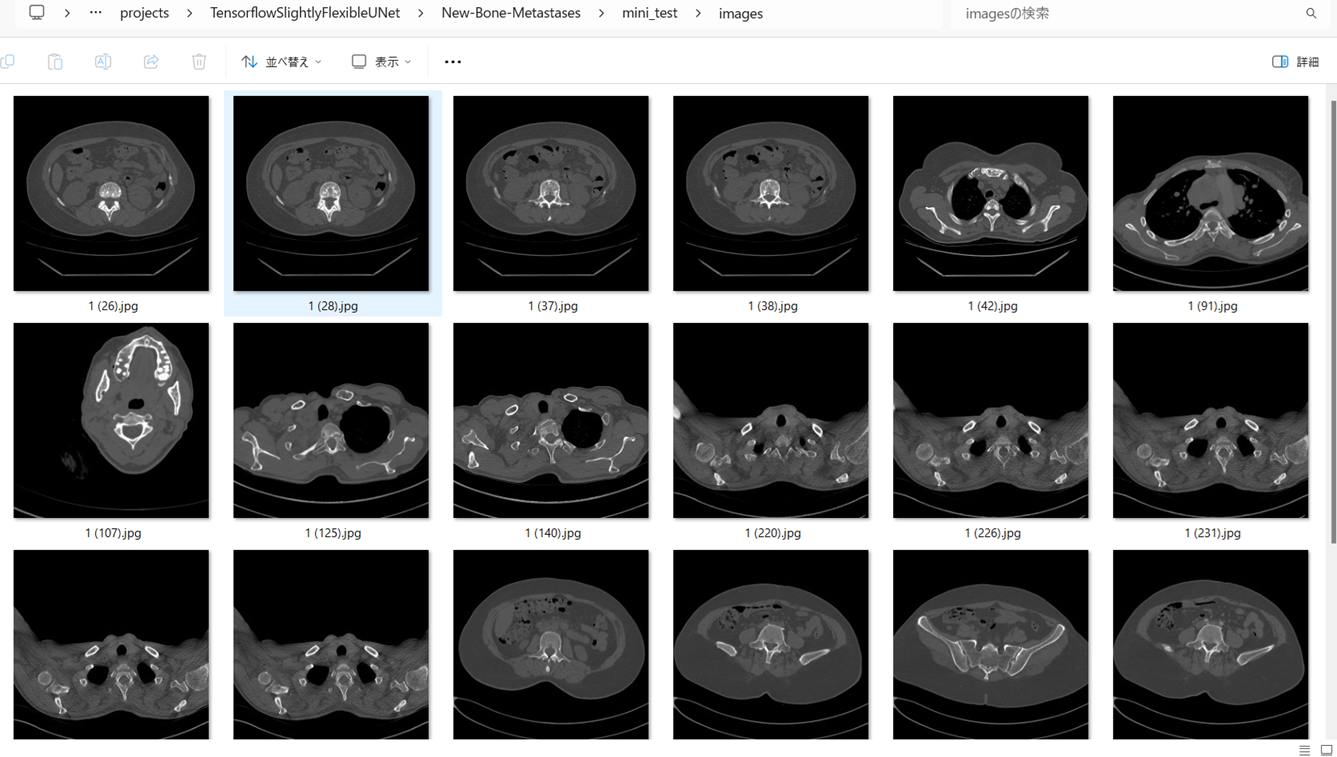 … > projects > TensorflowSlightlyFlexibleUNet > New-Bone-Metastases > mini_test > images
imagesの検索
並べ替え
表示
詳細
1 (26).jpg
1 (28).jpg
1 (37).jpg
1 (38).jpg
1 (42).jpg
1 (91).jpg
1 (107).jpg
1 (125).jpg
1 (140).jpg
1 (220).jpg
1 (226).jpg
1 (231).jpg